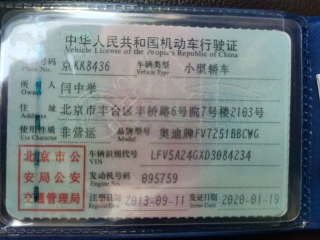 中华人民共和国机动车行驶证
Vehicle License of the People's Republic of China
京KK8436 车辆类型 小型轿车
Plate No. Vehicle Type
所有人 闫中举
Owner
住址 北京市丰台区丰桥路6号院7号楼2103号
Address
使用性质 非营运 品牌型号 奥迪牌FV7251BBCWG
Use Character Model
北京市公 车辆识别代号 LFV5A24GXD3084234
VIN
安局公安 发动机号码 095759
Engine No.
交通管理局 注册日期 2013-09-11 发证日期 2020-01-19
Register Date Issue Date